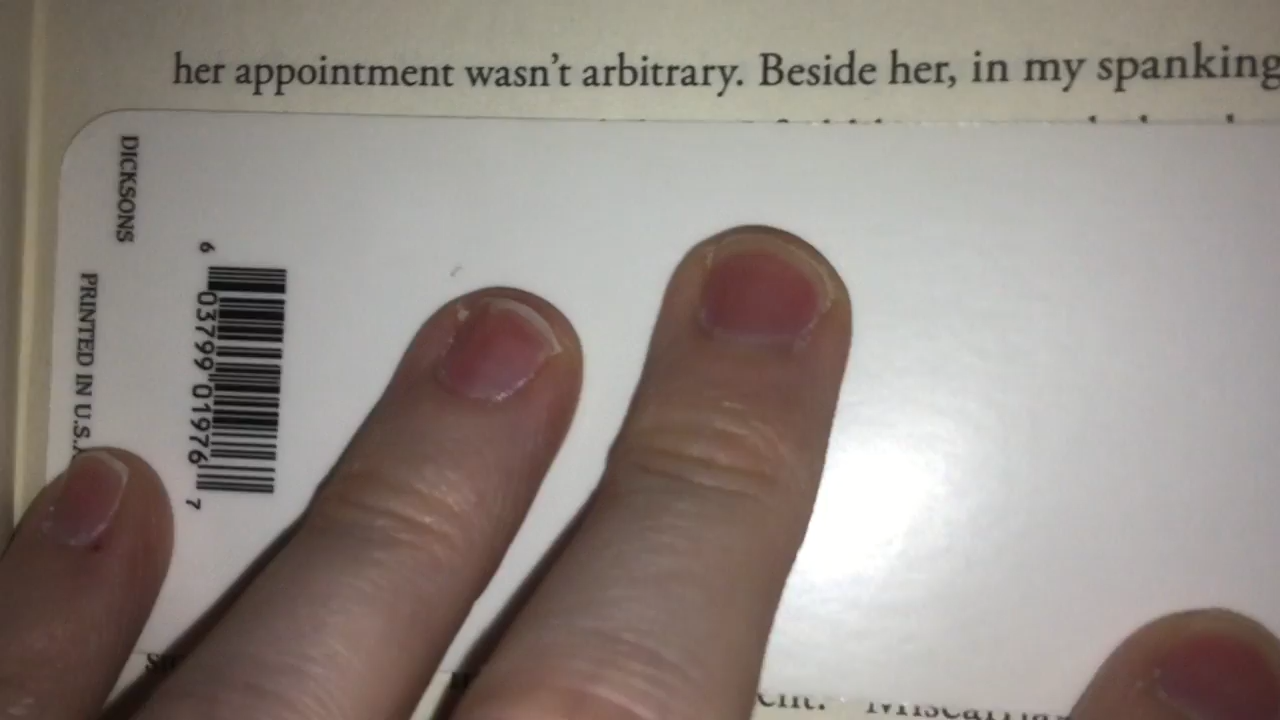 her appointment wasn't arbitrary. Beside her, in my spanking
DICKSONS
PRINTED IN U.S.
6 03799 01976 7